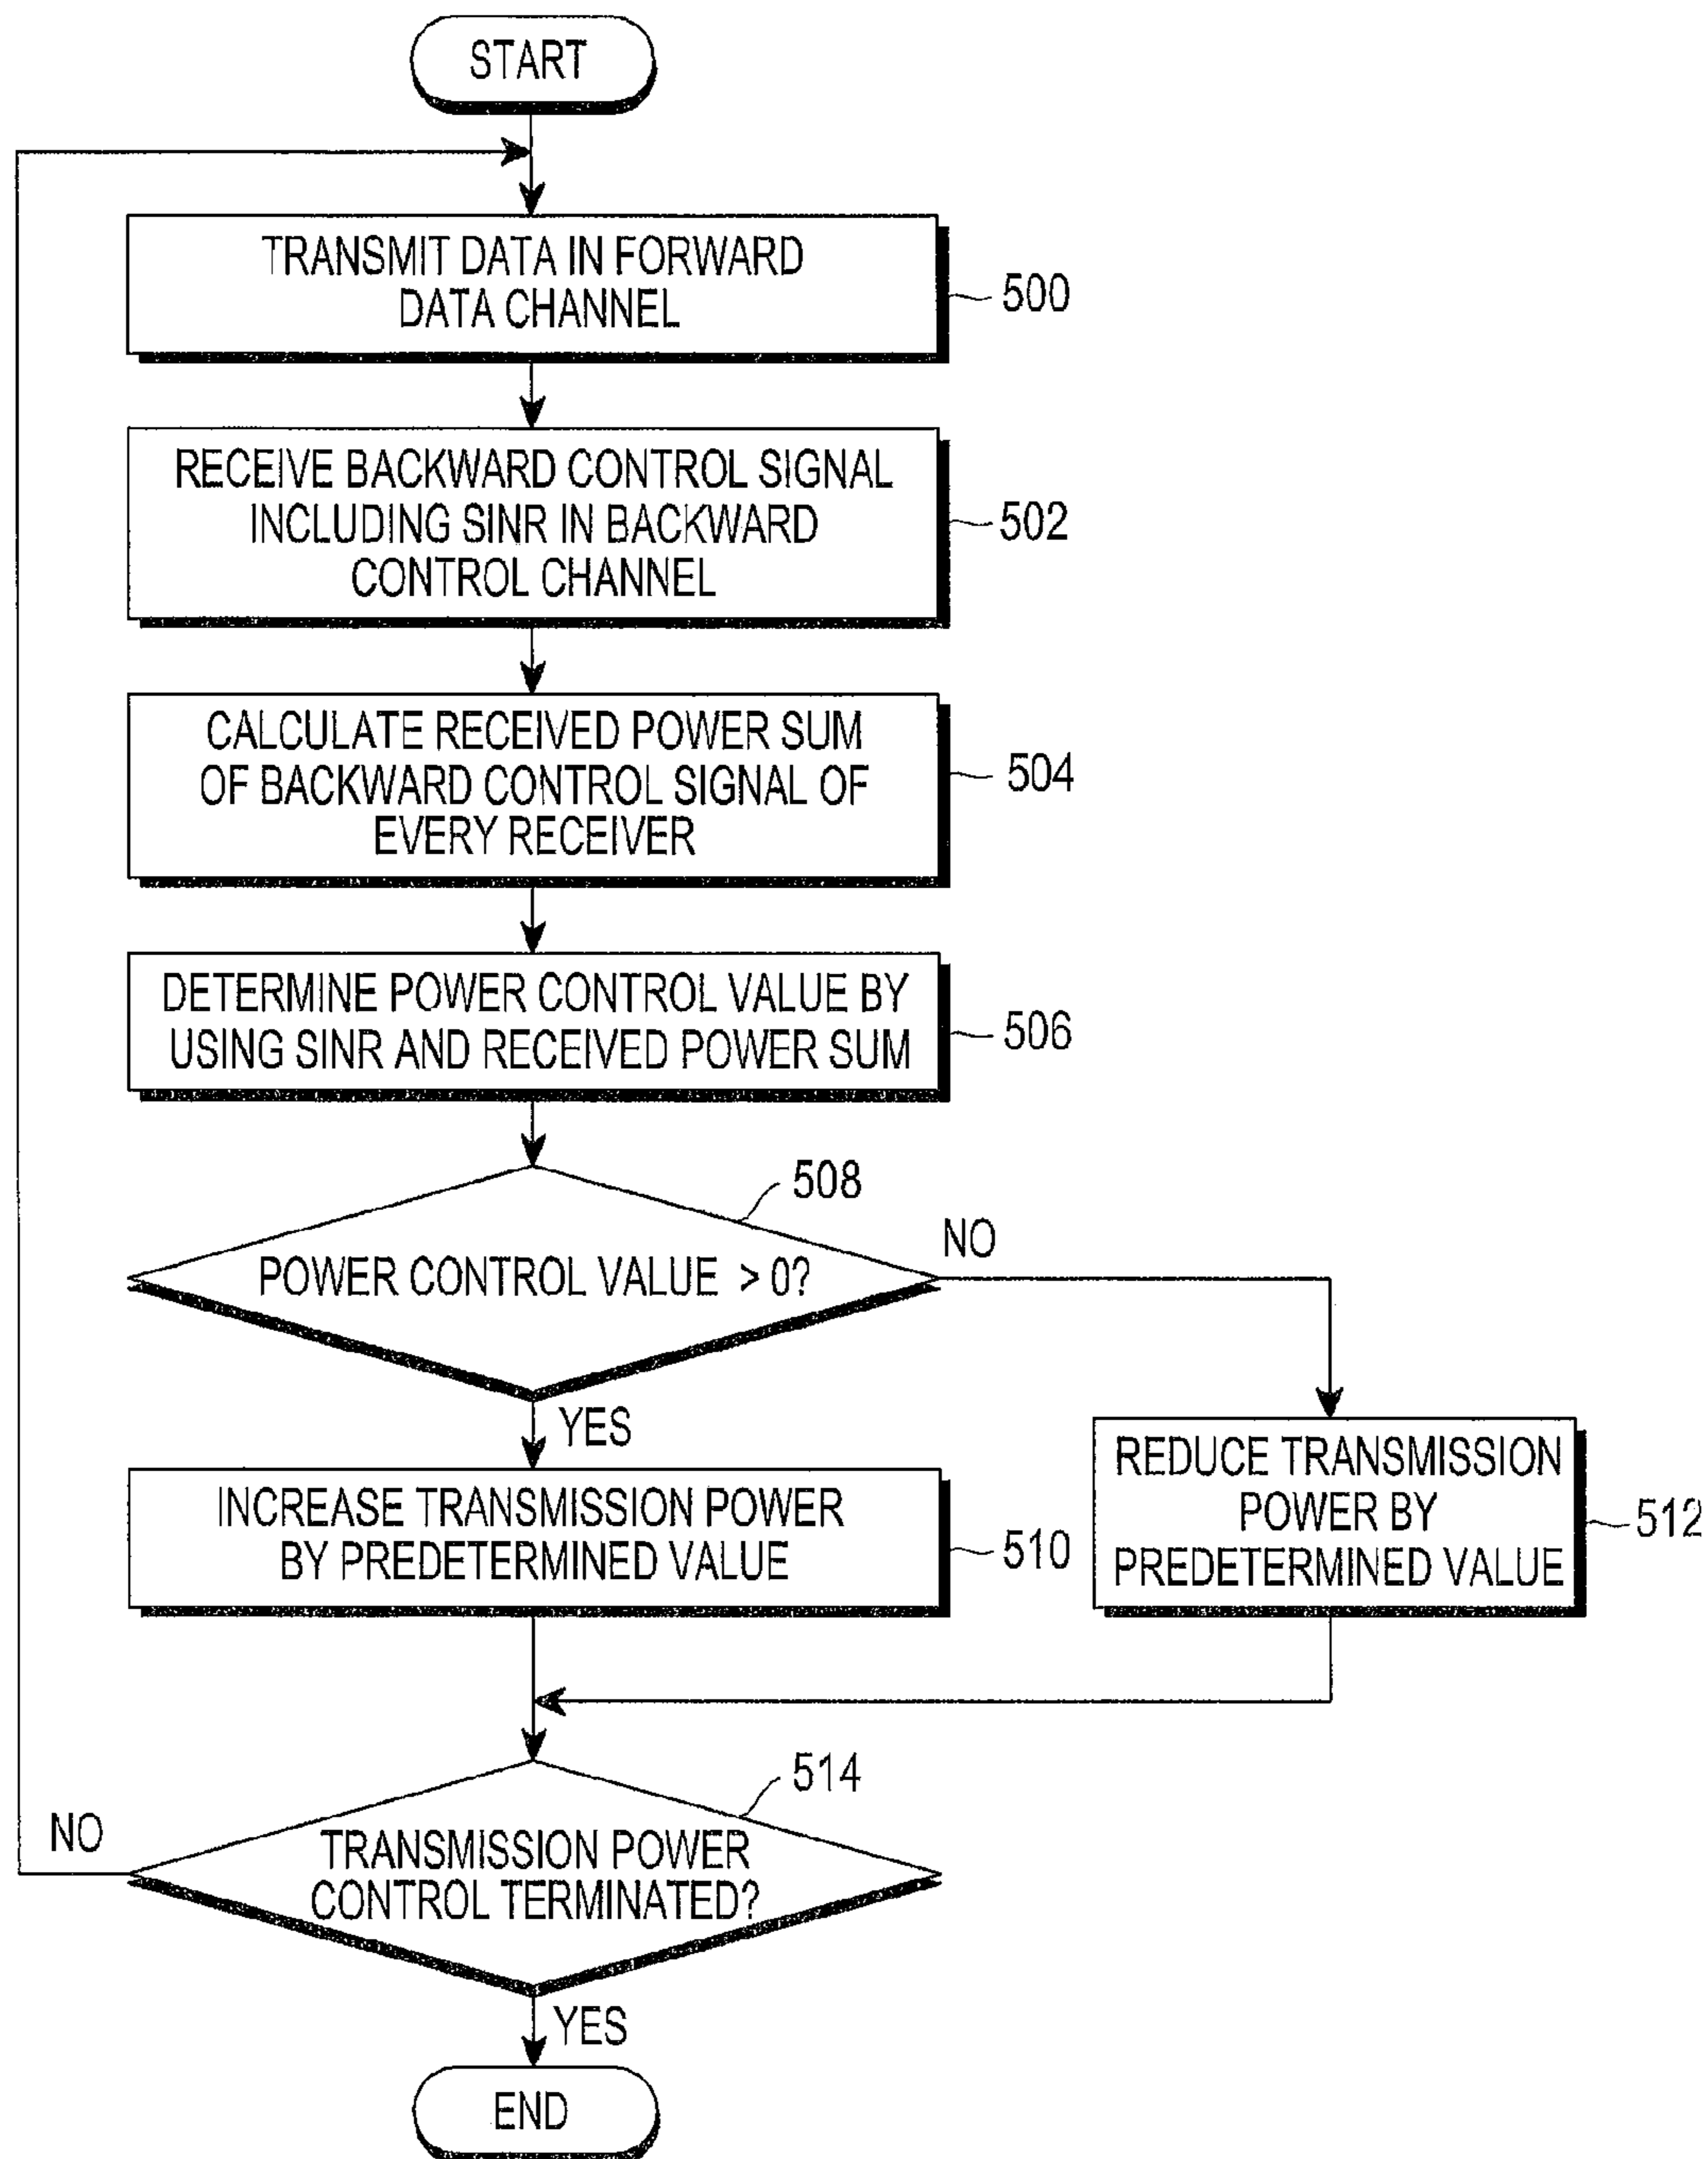 START
TRANSMIT DATA IN FORWARD
DATA CHANNEL
500
RECEIVE BACKWARD CONTROL SIGNAL
INCLUDING SINR IN BACKWARD
CONTROL CHANNEL
502
CALCULATE RECEIVED POWER SUM
OF BACKWARD CONTROL SIGNAL OF
EVERY RECEIVER
504
DETERMINE POWER CONTROL VALUE BY
USING SINR AND RECEIVED POWER SUM
506
508
POWER CONTROL VALUE > 0?
NO
YES
INCREASE TRANSMISSION POWER
BY PREDETERMINED VALUE
510
REDUCE TRANSMISSION
POWER BY
PREDETERMINED VALUE
512
514
TRANSMISSION POWER
CONTROL TERMINATED?
NO
YES
END